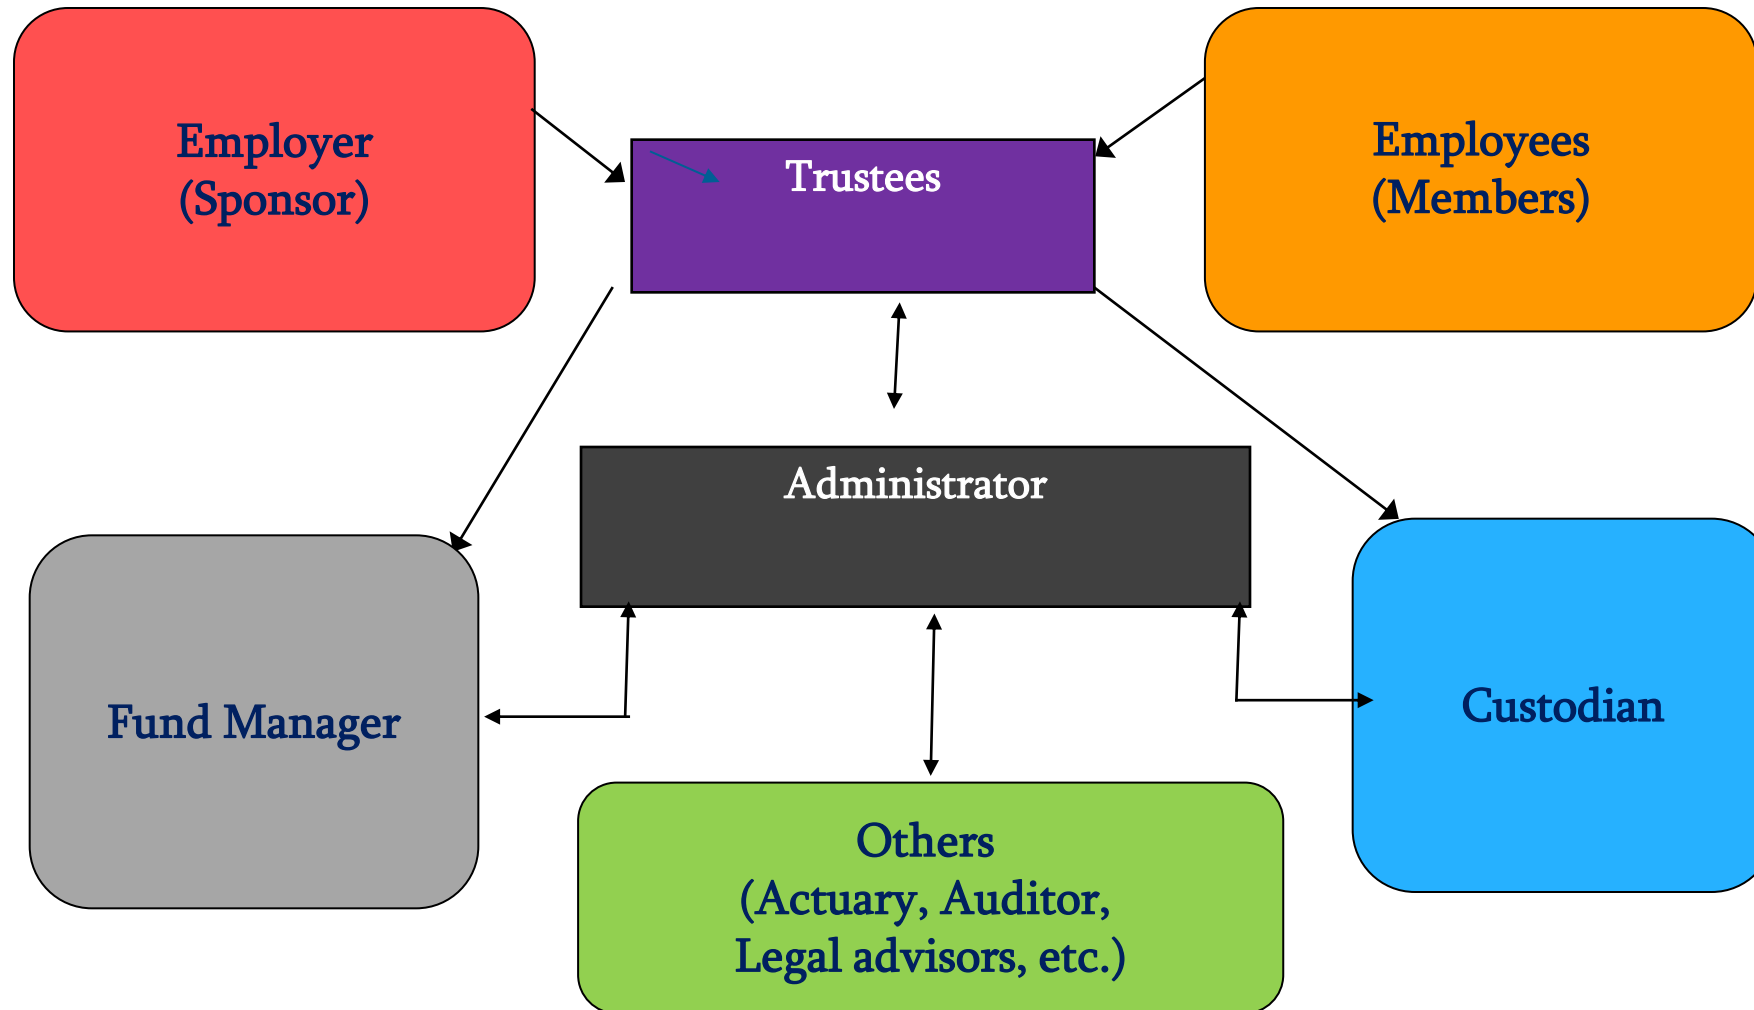 Employer
(Sponsor)
Trustees
Employees
(Members)
Administrator
Fund Manager
Custodian
Others
(Actuary, Auditor,
Legal advisors, etc.)